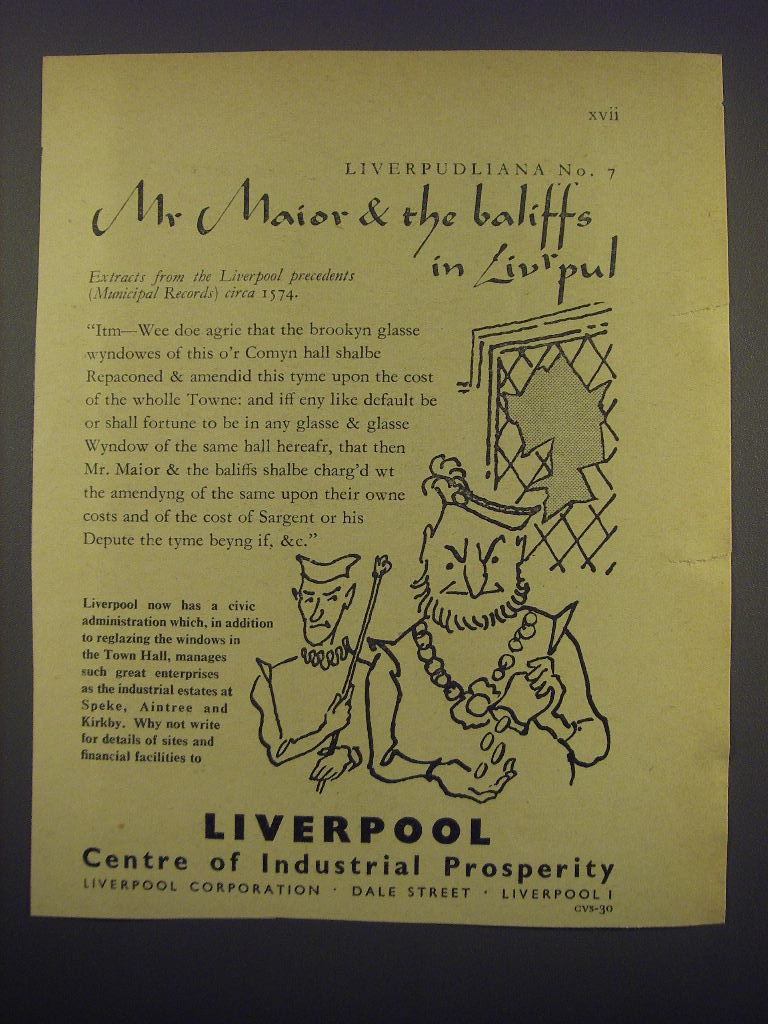 xvii
LIVERPUDLIANA No. 7
Mr Maior & the baliffs
in Livrpul
Extracts from the Liverpool precedents
(Municipal Records) circa 1574.
“Itm—Wee doe agrie that the brookyn glasse
wyndowes of this o'r Comyn hall shalbe
Repaconed & amendid this tyme upon the cost
of the wholle Towne: and iff eny like default be
or shall fortune to be in any glasse & glasse
Wyndow of the same hall hereafr, that then
Mr. Maior & the baliffs shalbe charg'd wt
the amendyng of the same upon their owne
costs and of the cost of Sargent or his
Depute the tyme beyng if, &c.”
Liverpool now has a civic
administration which, in addition
to reglazing the windows in
the Town Hall, manages
such great enterprises
as the industrial estates at
Speke, Aintree and
Kirkby. Why not write
for details of sites and
financial facilities to
LIVERPOOL
Centre of Industrial Prosperity
LIVERPOOL CORPORATION · DALE STREET · LIVERPOOL 1
GVS-30